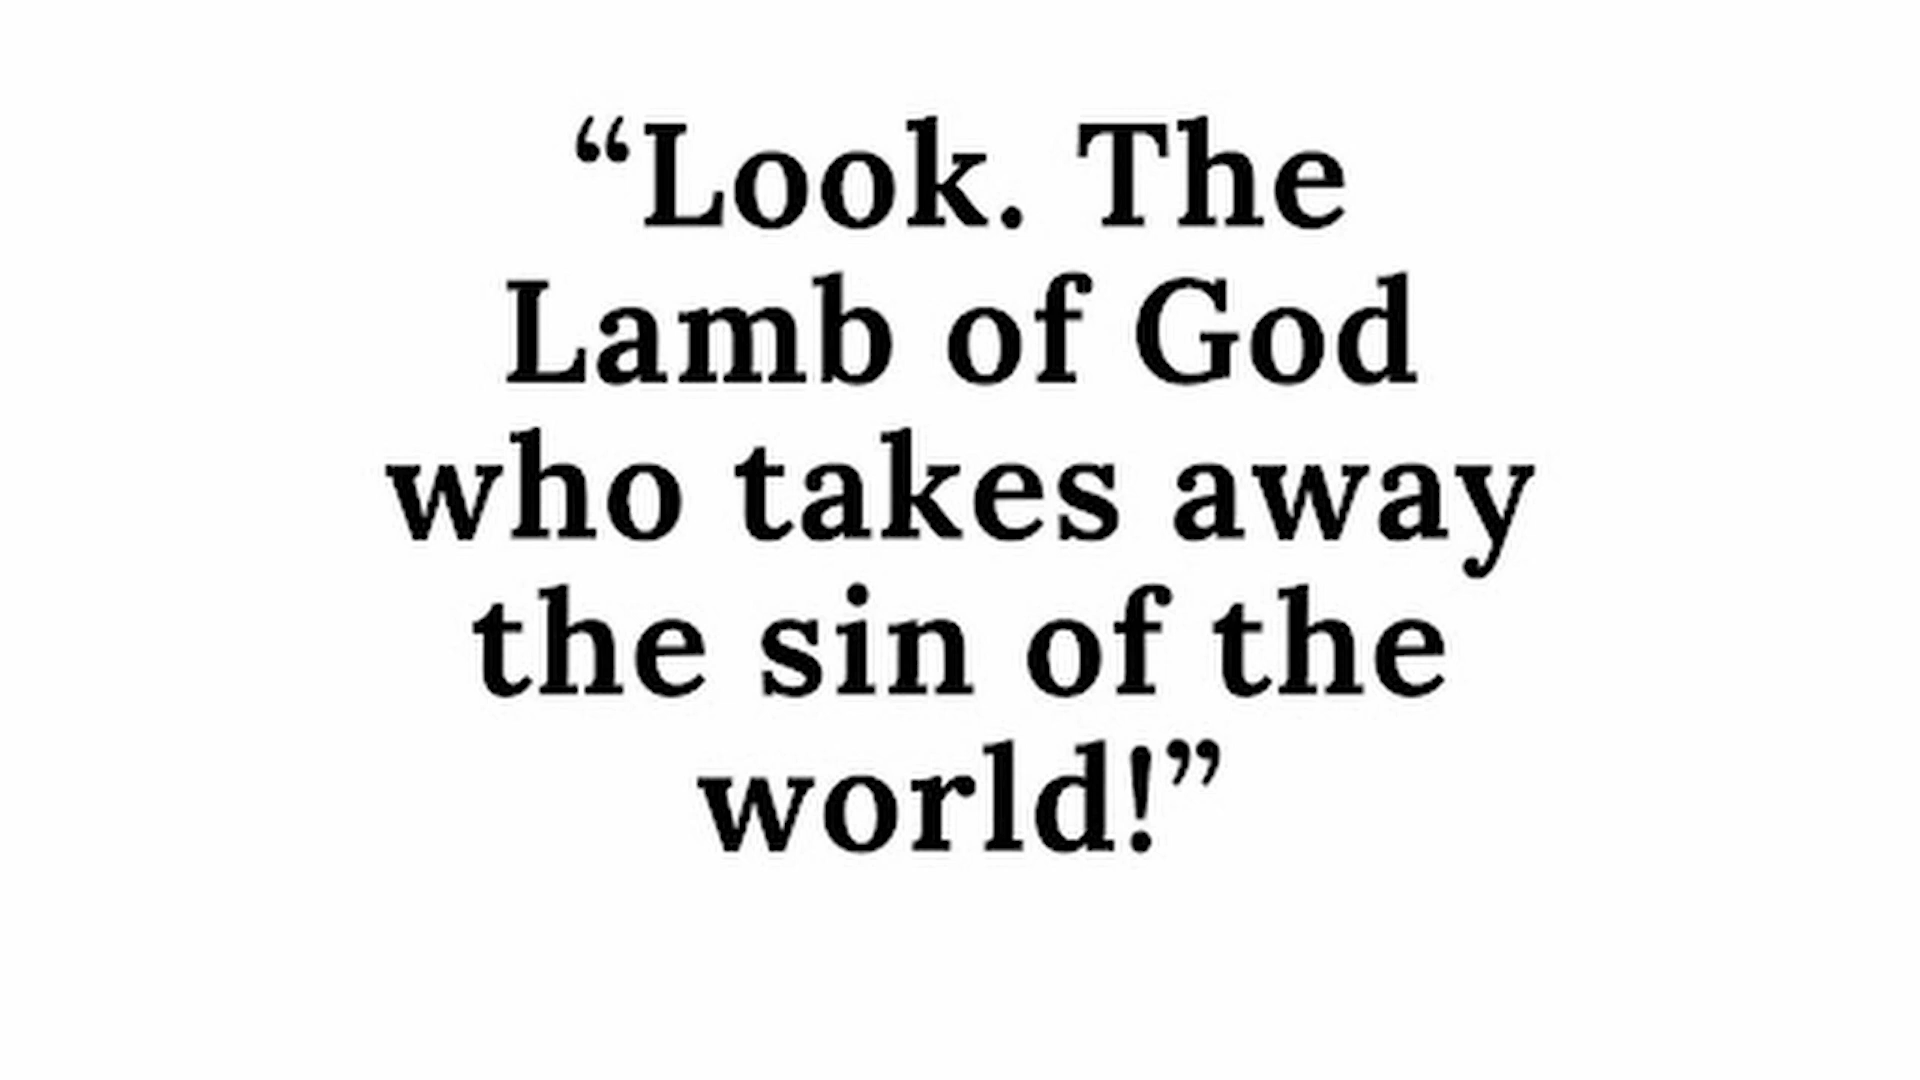 “Look. The
Lamb of God
who takes away
the sin of the
world!”